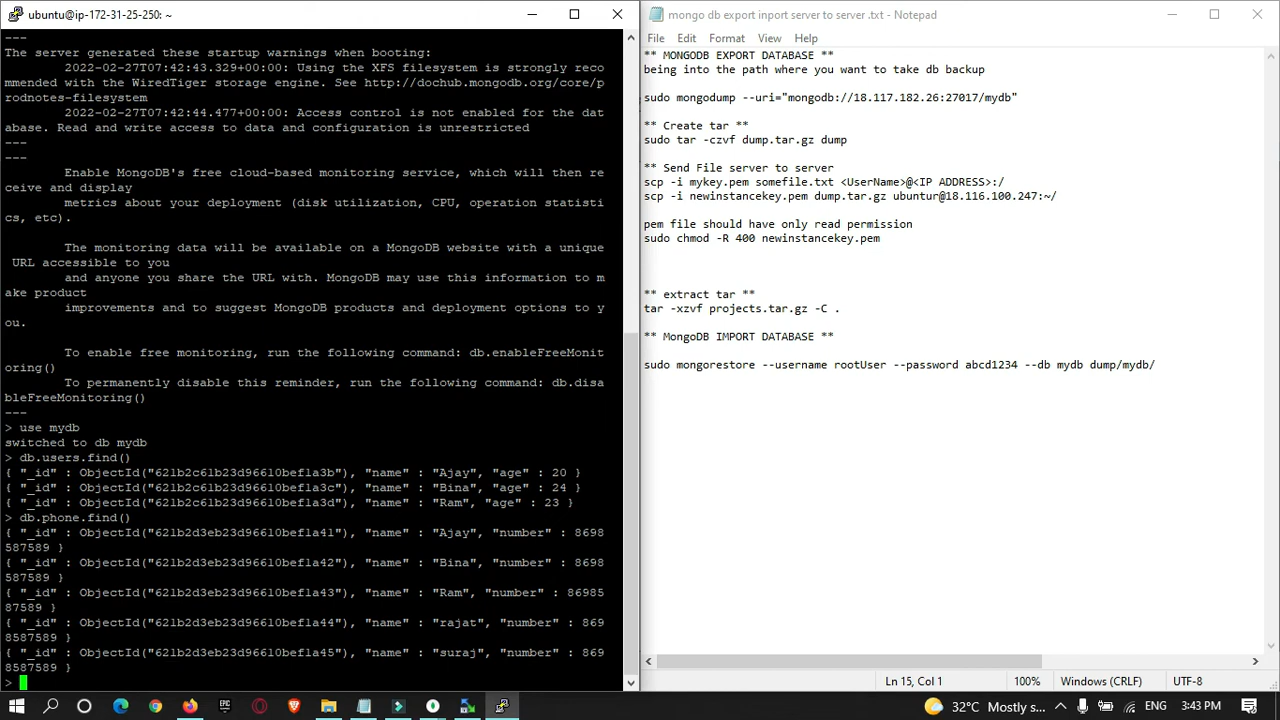 ubuntu@ip-172-31-25-250: ~
---
The server generated these startup warnings when booting:
        2022-02-27T07:42:43.329+00:00: Using the XFS filesystem is strongly reco
mmended with the WiredTiger storage engine. See http://dochub.mongodb.org/core/p
rodnotes-filesystem
        2022-02-27T07:42:44.477+00:00: Access control is not enabled for the dat
abase. Read and write access to data and configuration is unrestricted
---
---
        Enable MongoDB's free cloud-based monitoring service, which will then re
ceive and display
        metrics about your deployment (disk utilization, CPU, operation statisti
cs, etc).
        The monitoring data will be available on a MongoDB website with a unique
 URL accessible to you
        and anyone you share the URL with. MongoDB may use this information to m
ake product
        improvements and to suggest MongoDB products and deployment options to y
ou.
        To enable free monitoring, run the following command: db.enableFreeMonit
oring()
        To permanently disable this reminder, run the following command: db.disa
bleFreeMonitoring()
---
> use mydb
switched to db mydb
> db.users.find()
{ "_id" : ObjectId("621b2c61b23d96610bef1a3b"), "name" : "Ajay", "age" : 20 }
{ "_id" : ObjectId("621b2c61b23d96610bef1a3c"), "name" : "Bina", "age" : 24 }
{ "_id" : ObjectId("621b2c61b23d96610bef1a3d"), "name" : "Ram", "age" : 23 }
> db.phone.find()
{ "_id" : ObjectId("621b2d3eb23d96610bef1a41"), "name" : "Ajay", "number" : 8698
587589 }
{ "_id" : ObjectId("621b2d3eb23d96610bef1a42"), "name" : "Bina", "number" : 8698
587589 }
{ "_id" : ObjectId("621b2d3eb23d96610bef1a43"), "name" : "Ram", "number" : 86985
87589 }
{ "_id" : ObjectId("621b2d3eb23d96610bef1a44"), "name" : "rajat", "number" : 869
8587589 }
{ "_id" : ObjectId("621b2d3eb23d96610bef1a45"), "name" : "suraj", "number" : 869
8587589 }
>
mongo db export inport server to server .txt - Notepad
File Edit Format View Help
** MONGODB EXPORT DATABASE **
being into the path where you want to take db backup
sudo mongodump --uri="mongodb://18.117.182.26:27017/mydb"
** Create tar **
sudo tar -czvf dump.tar.gz dump
** Send File server to server
scp -i mykey.pem somefile.txt <UserName>@<IP ADDRESS>:/
scp -i newinstancekey.pem dump.tar.gz ubuntur@18.116.100.247:~/
pem file should have only read permission
sudo chmod -R 400 newinstancekey.pem
** extract tar **
tar -xzvf projects.tar.gz -C .
** MongoDB IMPORT DATABASE **
sudo mongorestore --username rootUser --password abcd1234 --db mydb dump/mydb/
Ln 15, Col 1 100% Windows (CRLF) UTF-8
EPIC 32°C Mostly s... ENG 3:43 PM